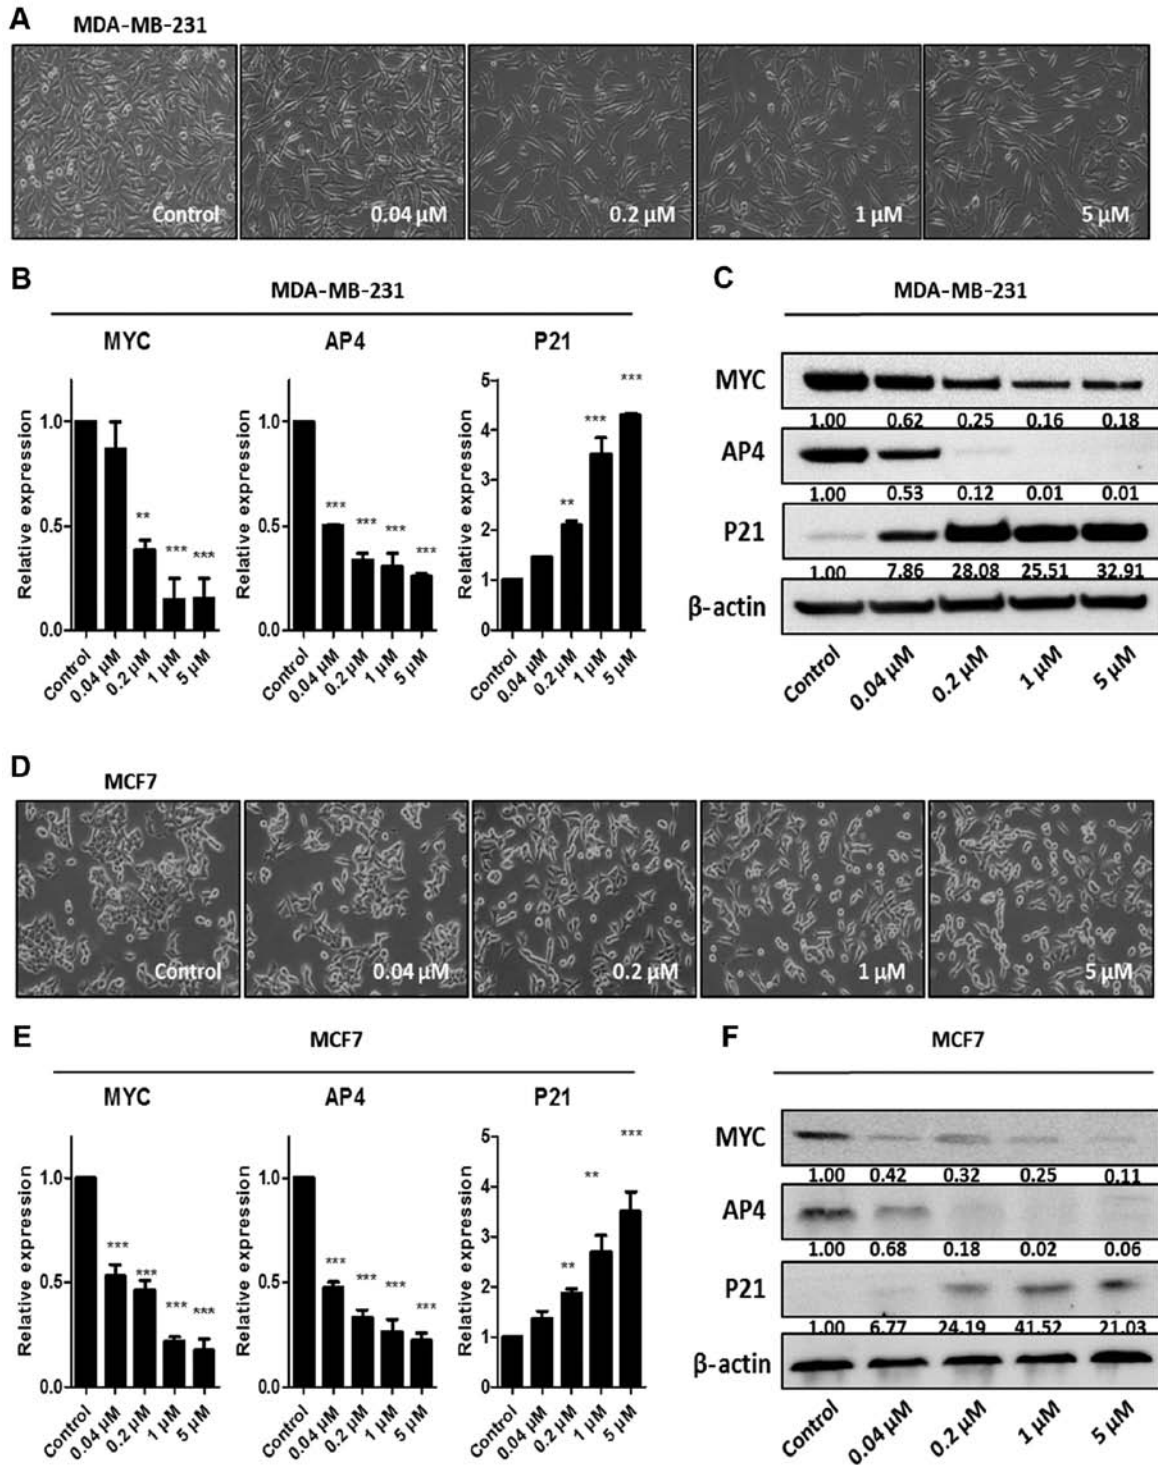 A
MDA-MB-231
Control
0.04 μM
0.2 μM
1 μM
5 μM
B
MDA-MB-231
MYC
Relative expression
1.0
0.5
0.0
**
***
***
Control
0.04 μM
0.2 μM
1 μM
5 μM
AP4
Relative expression
1.0
0.5
0.0
***
***
***
***
Control
0.04 μM
0.2 μM
1 μM
5 μM
P21
Relative expression
5
4
3
2
1
0
**
***
***
Control
0.04 μM
0.2 μM
1 μM
5 μM
C
MDA-MB-231
MYC
1.00 0.62 0.25 0.16 0.18
AP4
1.00 0.53 0.12 0.01 0.01
P21
1.00 7.86 28.08 25.51 32.91
β-actin
Control
0.04 μM
0.2 μM
1 μM
5 μM
D
MCF7
Control
0.04 μM
0.2 μM
1 μM
5 μM
E
MCF7
MYC
Relative expression
1.0
0.5
0.0
***
***
***
***
Control
0.04 μM
0.2 μM
1 μM
5 μM
AP4
Relative expression
1.0
0.5
0.0
***
***
***
***
Control
0.04 μM
0.2 μM
1 μM
5 μM
P21
Relative expression
5
4
3
2
1
0
**
**
***
Control
0.04 μM
0.2 μM
1 μM
5 μM
F
MCF7
MYC
1.00 0.42 0.32 0.25 0.11
AP4
1.00 0.68 0.18 0.02 0.06
P21
1.00 6.77 24.19 41.52 21.03
β-actin
Control
0.04 μM
0.2 μM
1 μM
5 μM